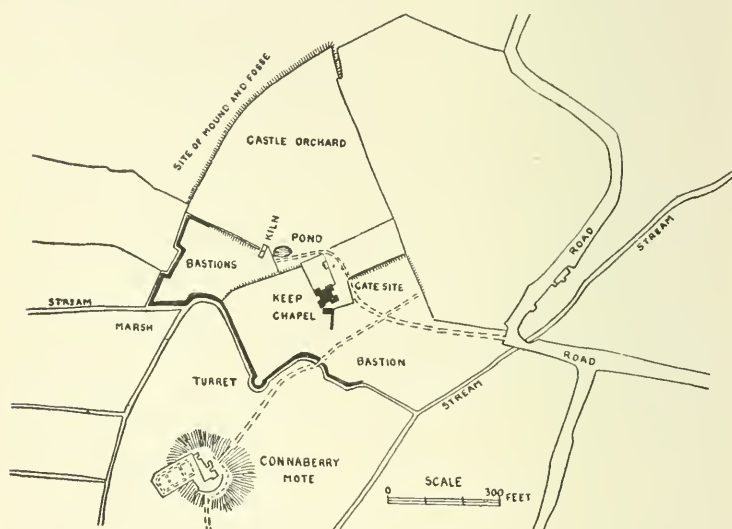 SITE OF MOUND AND FOSSE
CASTLE ORCHARD
KILN
POND
BASTIONS
ROAD
STREAM
STREAM
KEEP
GATE SITE
CHAPEL
MARSH
BASTION
ROAD
TURRET
STREAM
CONNABERRY
MOTE
SCALE
0 300 FEET